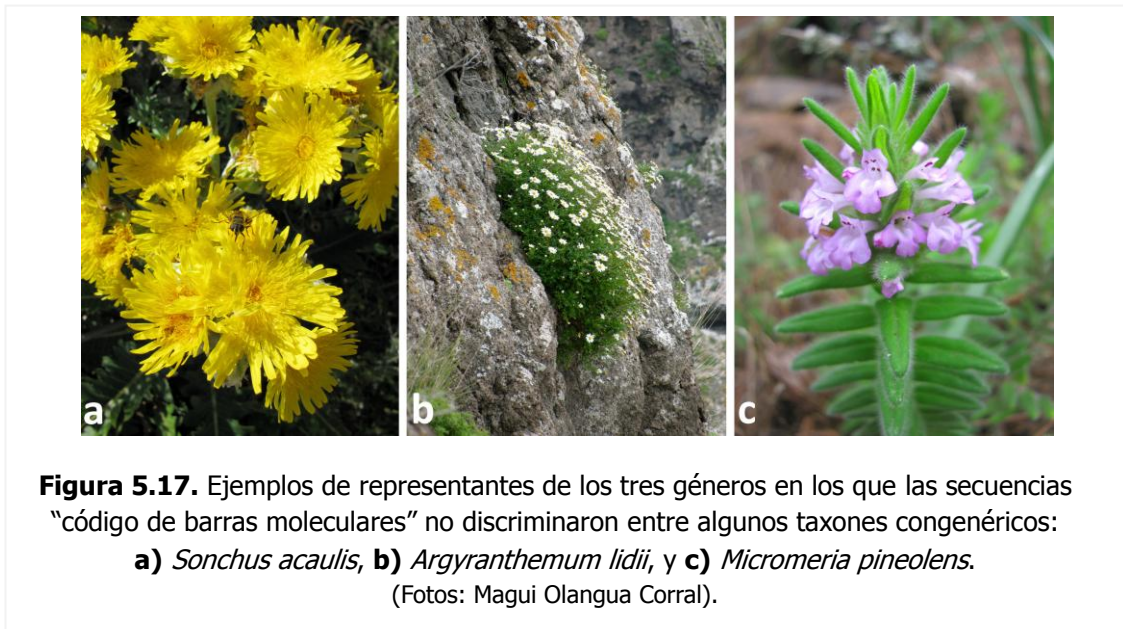 a b c
Figura 5.17. Ejemplos de representantes de los tres géneros en los que las secuencias
“código de barras moleculares” no discriminaron entre algunos taxones congenéricos:
a) Sonchus acaulis, b) Argyranthemum lidii, y c) Micromeria pineolens.
(Fotos: Magui Olangua Corral).